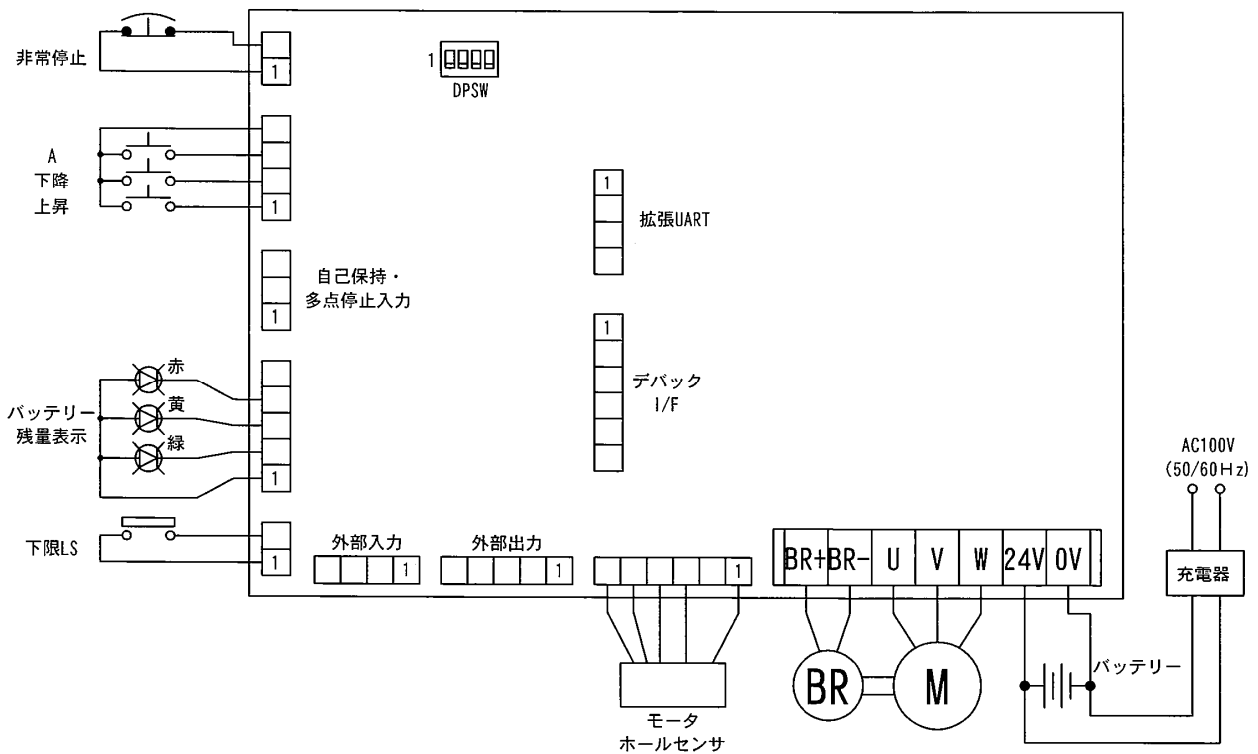 非常停止
1
1
DPSW
A
下降
上昇
1
1
拡張UART
自己保持・
多点停止入力
1
1
デバック
I/F
赤
黄
緑
バッテリー
残量表示
1
AC100V
(50/60Hz)
下限LS
1
外部入力
1
外部出力
1
1
BR+
BR-
U
V
W
24V
0V
充電器
モータ
ホールセンサ
BR
M
バッテリー